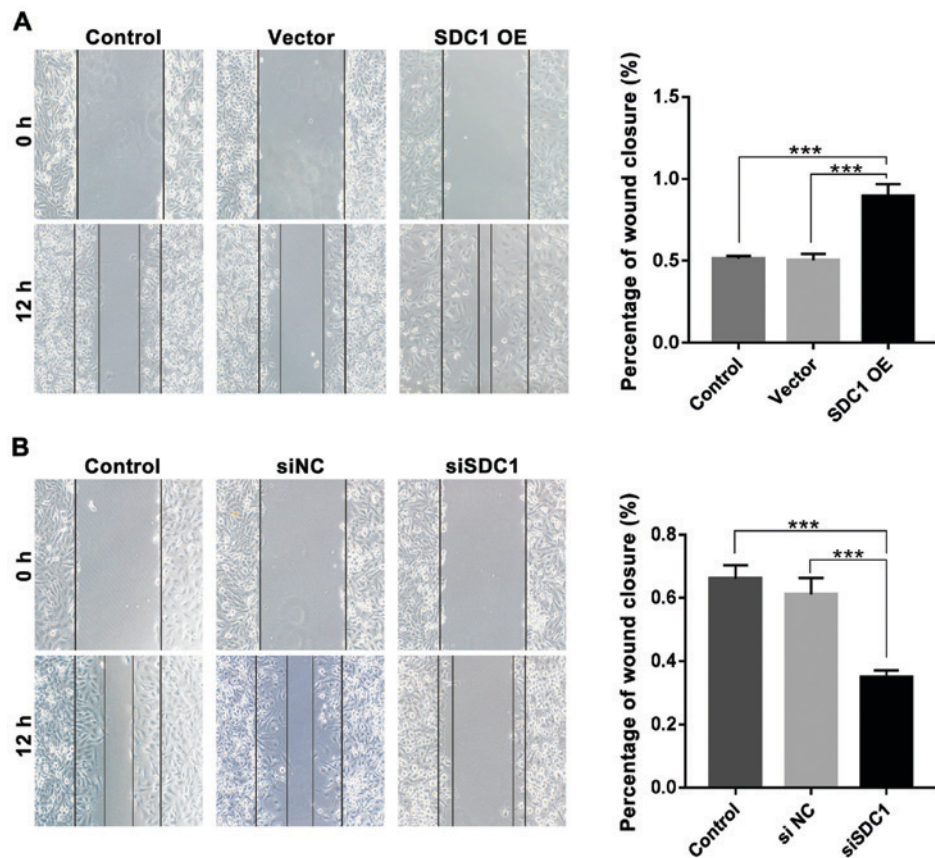 A
Control Vector SDC1 OE
0 h
12 h
Percentage of wound closure (%)
1.5
1.0
0.5
0.0
***
***
Control Vector SDC1 OE
B
Control siNC siSDC1
0 h
12 h
Percentage of wound closure (%)
0.8
0.6
0.4
0.2
0.0
***
***
Control si NC siSDC1